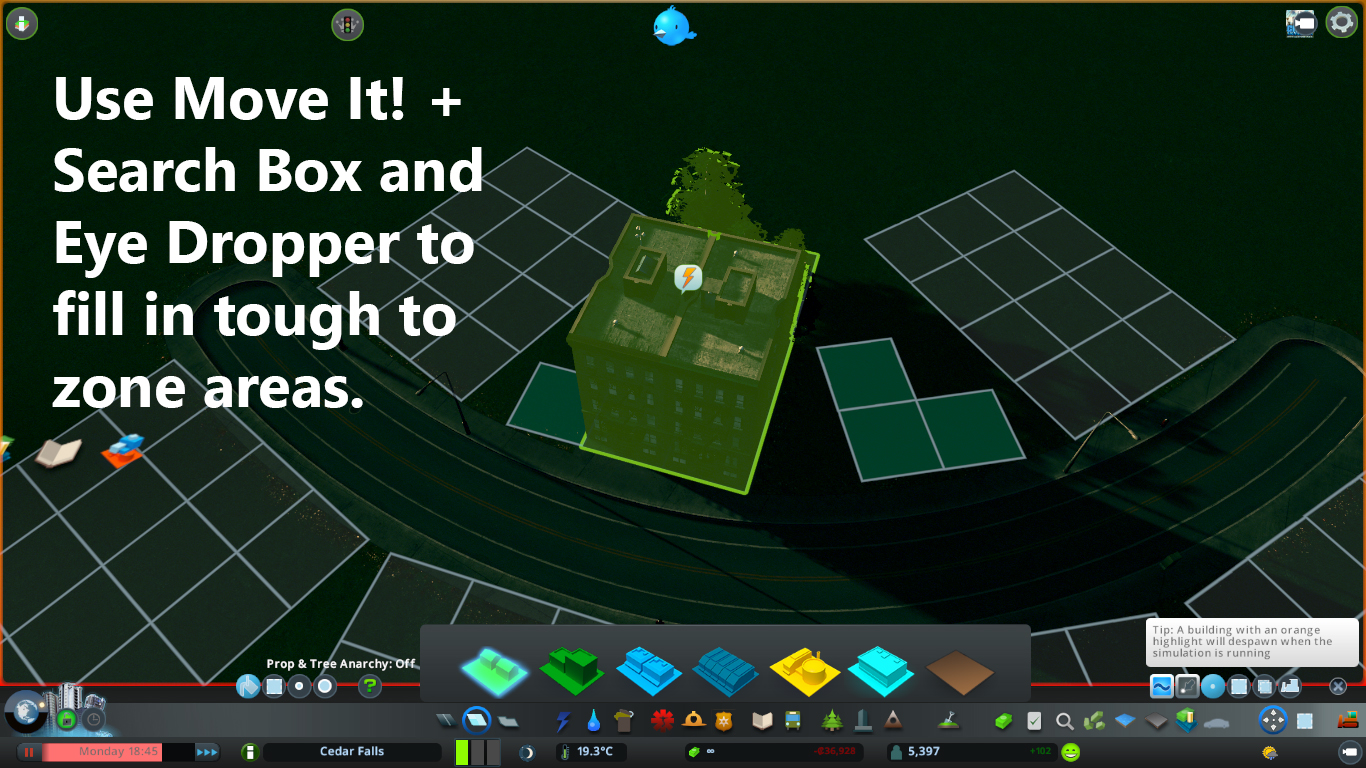 Use Move It! +
Search Box and
Eye Dropper to
fill in tough to
zone areas.
Tip: A building with an orange
highlight will despawn when the
simulation is running
Prop & Tree Anarchy: Off
?
Monday 18:45
Cedar Falls
19.3°C
∞
-₡36,928
5,397
+102